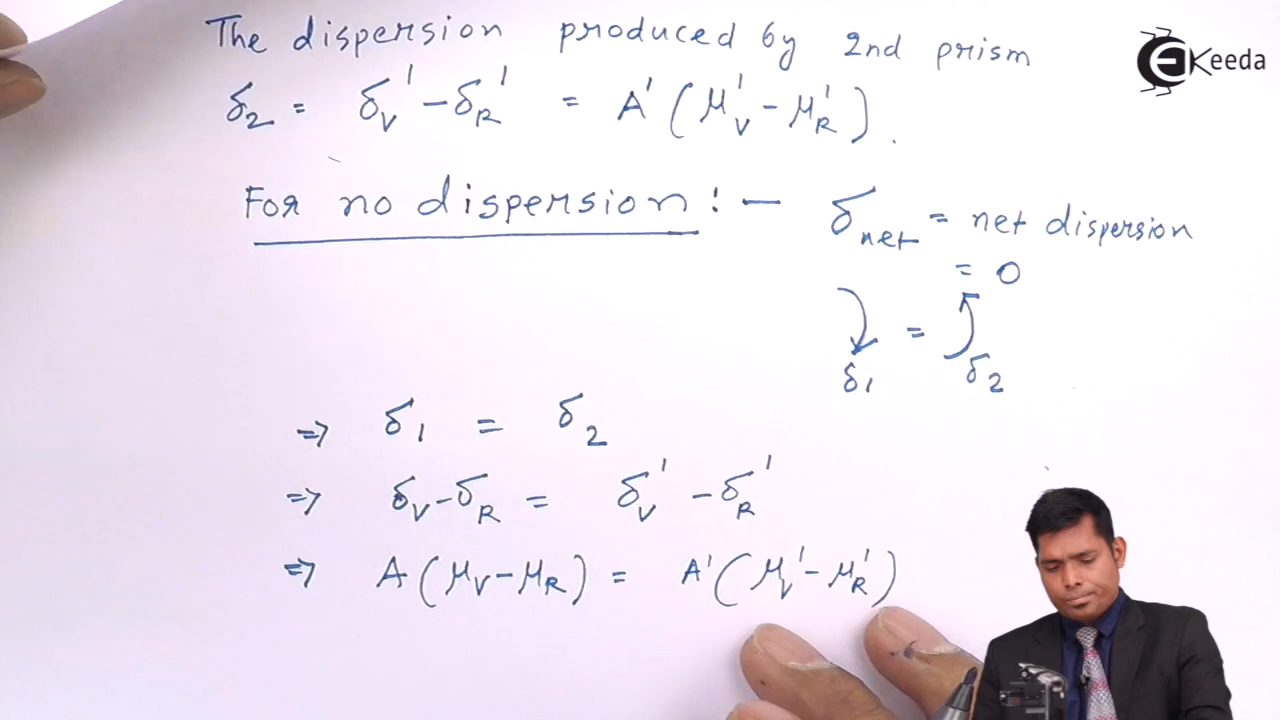 The dispersion produced by 2nd prism
EKeeda
δ2 = δV' - δR' = A' (μV' - μR').
For no dispersion :- δnet = net dispersion
= 0
δ1 = δ2
=> δ1 = δ2
=> δV - δR = δV' - δR'
=> A (μV - μR) = A' (μV' - μR')